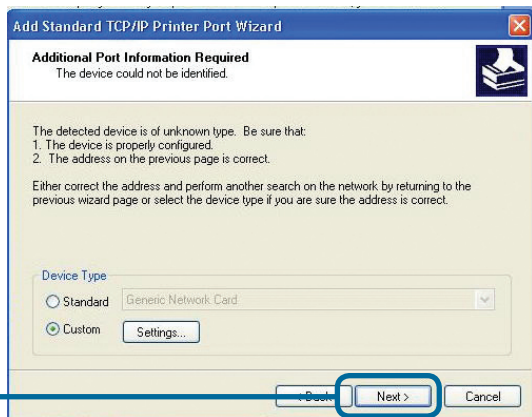 Add Standard TCP/IP Printer Port Wizard
Additional Port Information Required
The device could not be identified.
The detected device is of unknown type. Be sure that:
1. The device is properly configured.
2. The address on the previous page is correct.
Either correct the address and perform another search on the network by returning to the
previous wizard page or select the device type if you are sure the address is correct.
Device Type
Standard Generic Network Card
Custom Settings...
< Back Next > Cancel